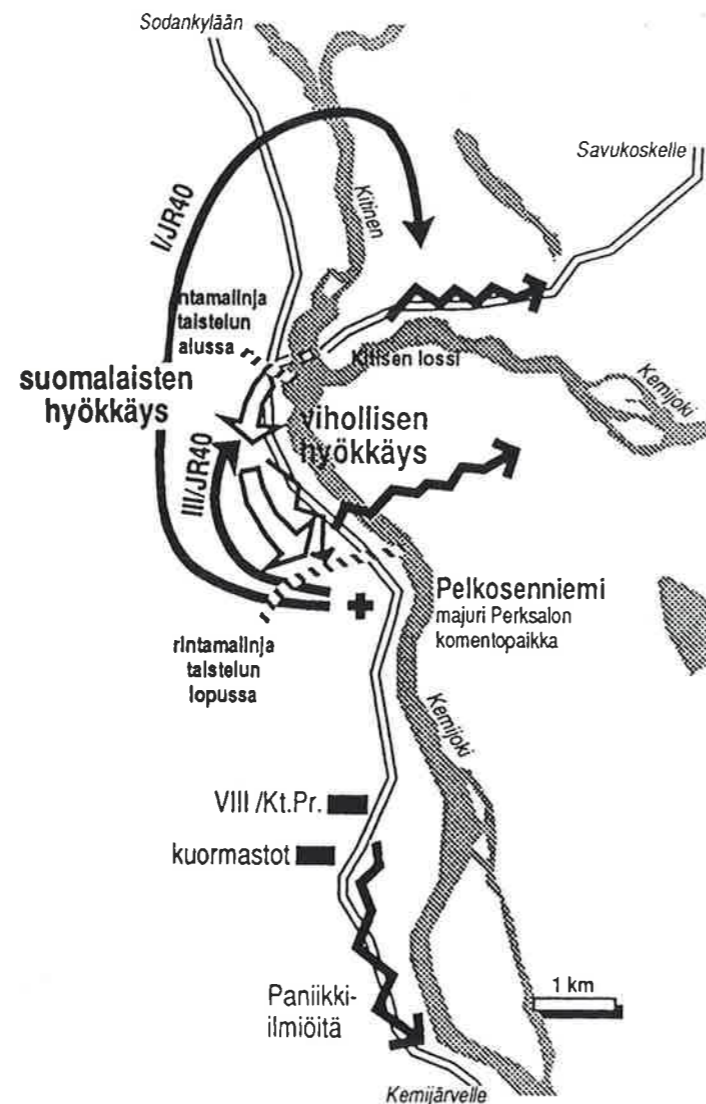 Sodankylään
Savukoskelle
Kitinen
I/JR40
rintamalinja
taistelun
alussa
Kitisen lossi
Kemijoki
suomalaisten
hyökkäys
vihollisen
hyökkäys
III/JR40
Pelkosenniemi
majuri Perksalon
komentopaikka
rintamalinja
taistelun
lopussa
Kemijoki
VIII /Kt.Pr.
kuormastot
1 km
Paniikki-
ilmiöitä
Kemijärvelle